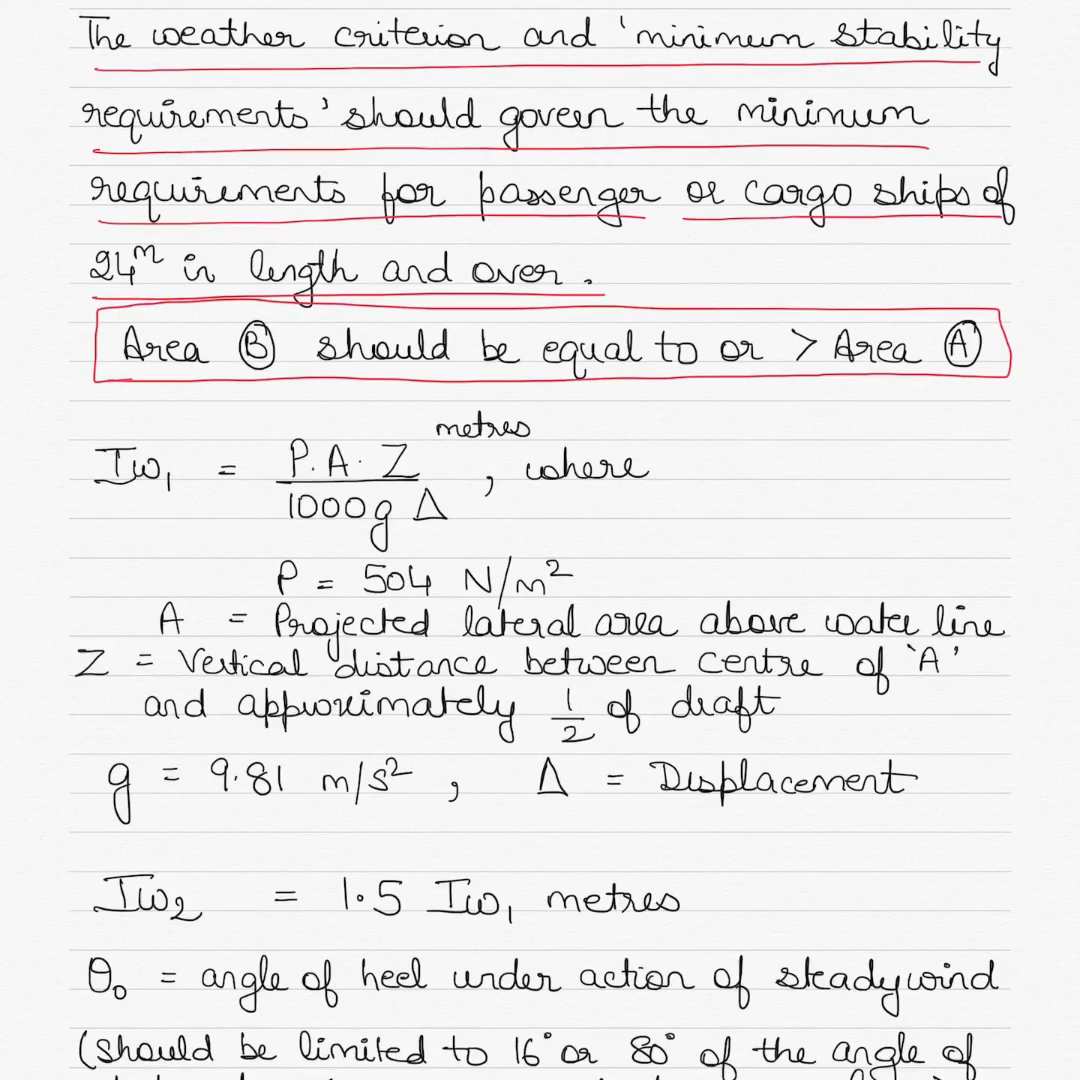 The weather criterion and 'minimum stability
requirements' should govern the minimum
requirements for passenger or cargo ships of
24ᵐ in length and over.
Area Ⓑ should be equal to or > Area Ⓐ
Iw₁ = P.A.Z / 1000gΔ metres, where
P = 504 N/m²
A = Projected lateral area above water line
Z = Vertical distance between centre of 'A'
and approximately 1/2 of draft
g = 9.81 m/s², Δ = Displacement
Iw₂ = 1.5 Iw₁ metres
θ₀ = angle of heel under action of steady wind
(should be limited to 16° or 80° of the angle of